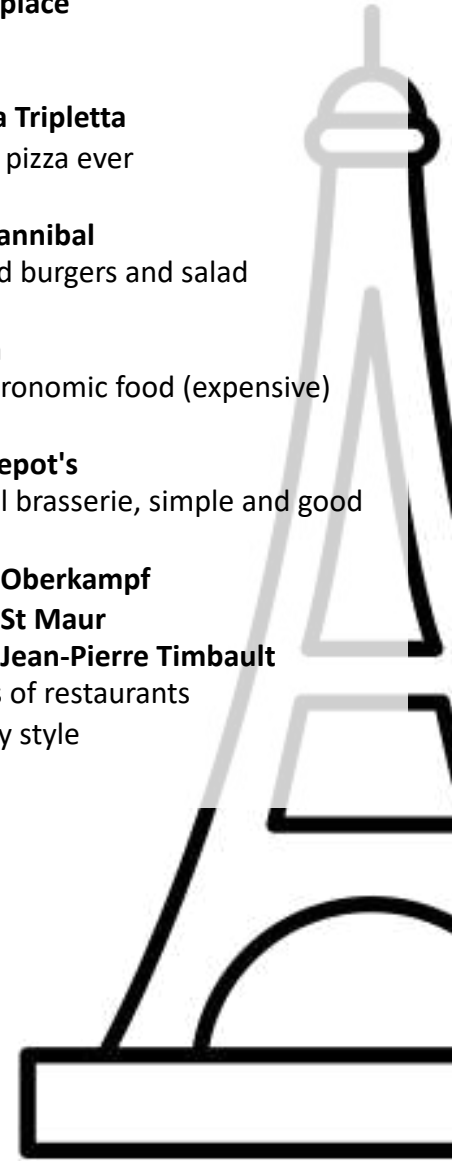 place
a Tripletta
pizza ever
annibal
d burgers and salad
ronomic food (expensive)
epot's
l brasserie, simple and good
Oberkampf
St Maur
Jean-Pierre Timbault
s of restaurants
y style